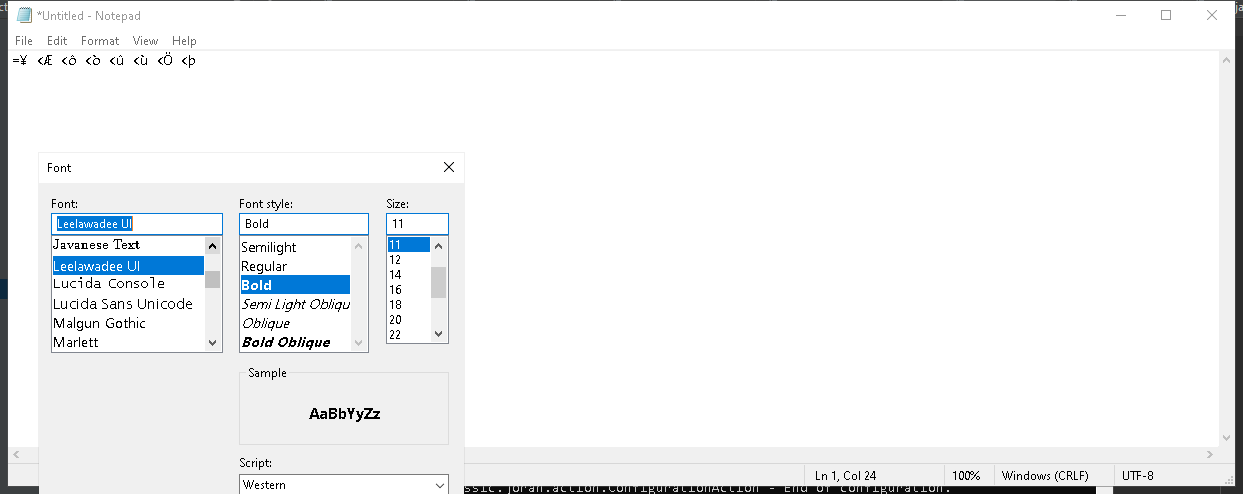 *Untitled - Notepad
File Edit Format View Help
=¥ <Æ <ô <ò <û <ù <Ö <þ
Font
Font: Font style: Size:
Leelawadee UI Bold 11
Javanese Text Semilight 11
Leelawadee UI Regular 12
Lucida Console Bold 14
Lucida Sans Unicode Semi Light Obliqu 16
Malgun Gothic Oblique 18
Marlett Bold Oblique 20
22
Sample
AaBbYyZz
Script:
Western
Ln 1, Col 24 100% Windows (CRLF) UTF-8
ssic.joran.action.ConfigurationAction - End of configuration.